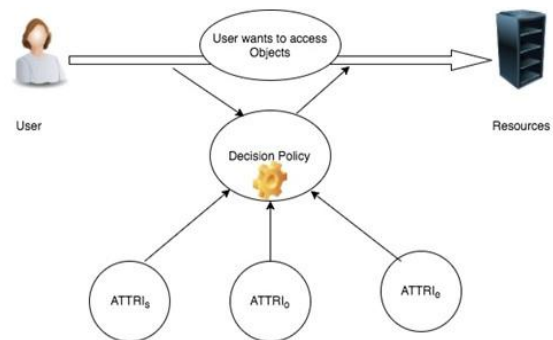 User wants to access
Objects
User
Resources
Decision Policy
ATTRIₛ
ATTRIₒ
ATTRIₑ